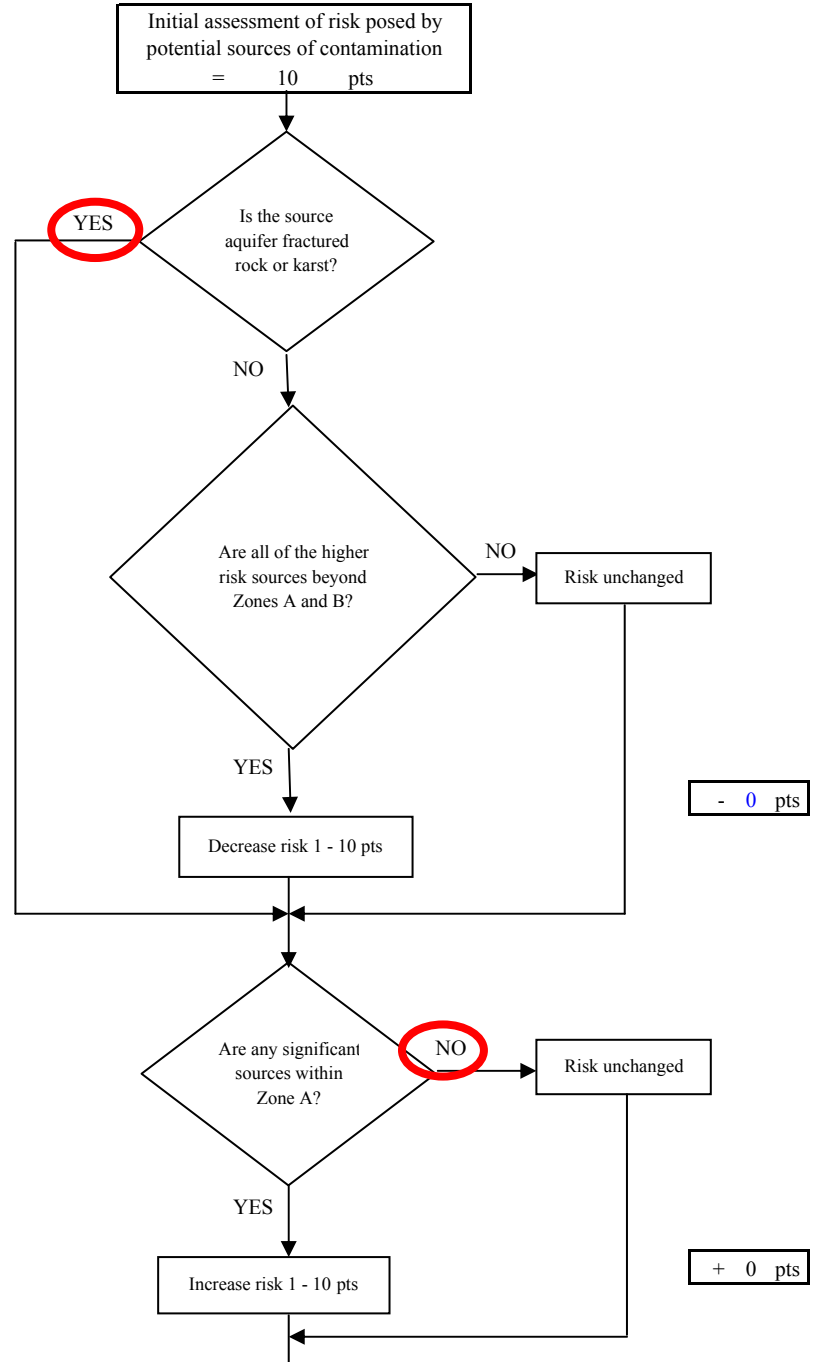 Initial assessment of risk posed by
potential sources of contamination
= 10 pts
Is the source
aquifer fractured
rock or karst?
YES
NO
Are all of the higher
risk sources beyond
Zones A and B?
NO
Risk unchanged
YES
- 0 pts
Decrease risk 1 - 10 pts
Are any significant
sources within
Zone A?
NO
Risk unchanged
YES
+ 0 pts
Increase risk 1 - 10 pts